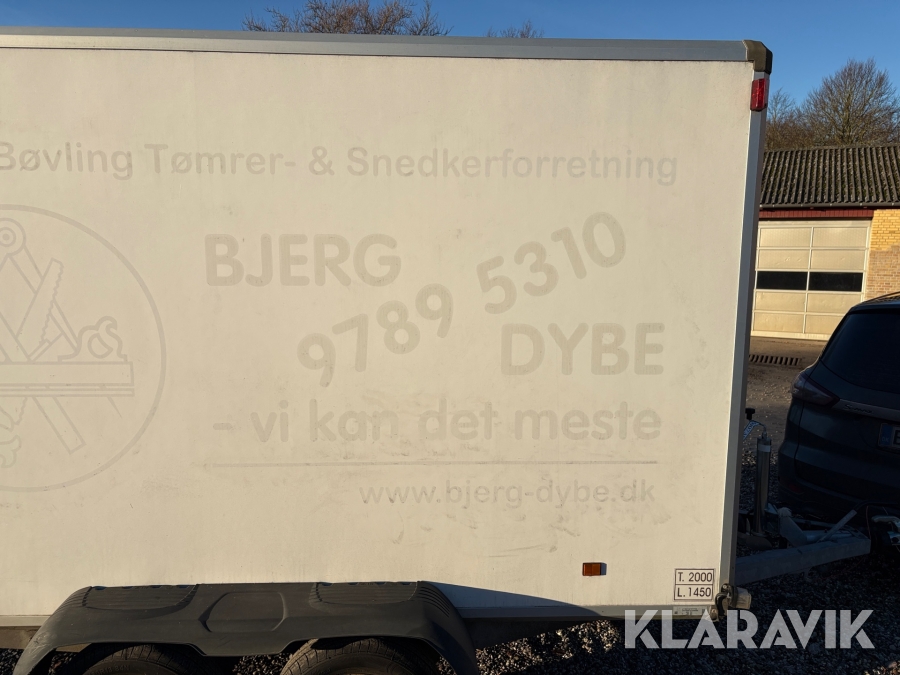 Bøvling Tømrer- & Snedkerforretning
BJERG
9789 5310
DYBE
- vi kan det meste
www.bjerg-dybe.dk
T. 2000
L. 1450
KLARAVIK